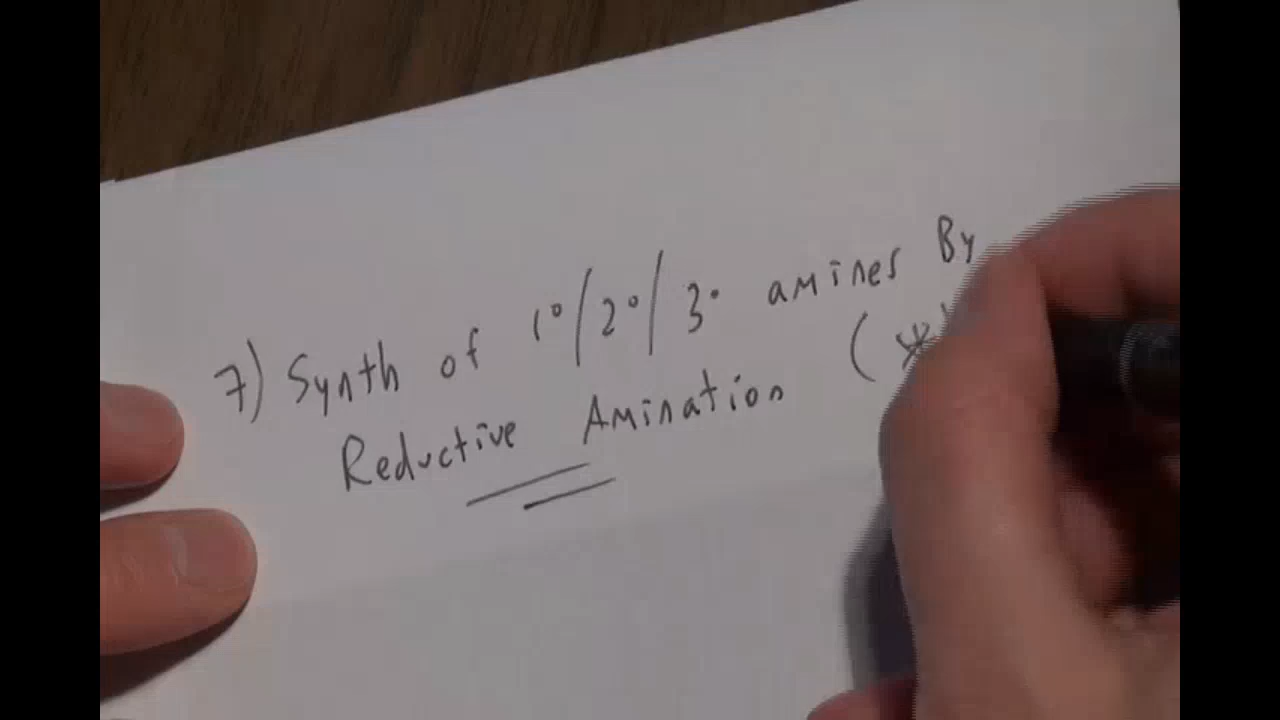 7) Synth of 1°/2°/3° amines By
Reductive Amination (*